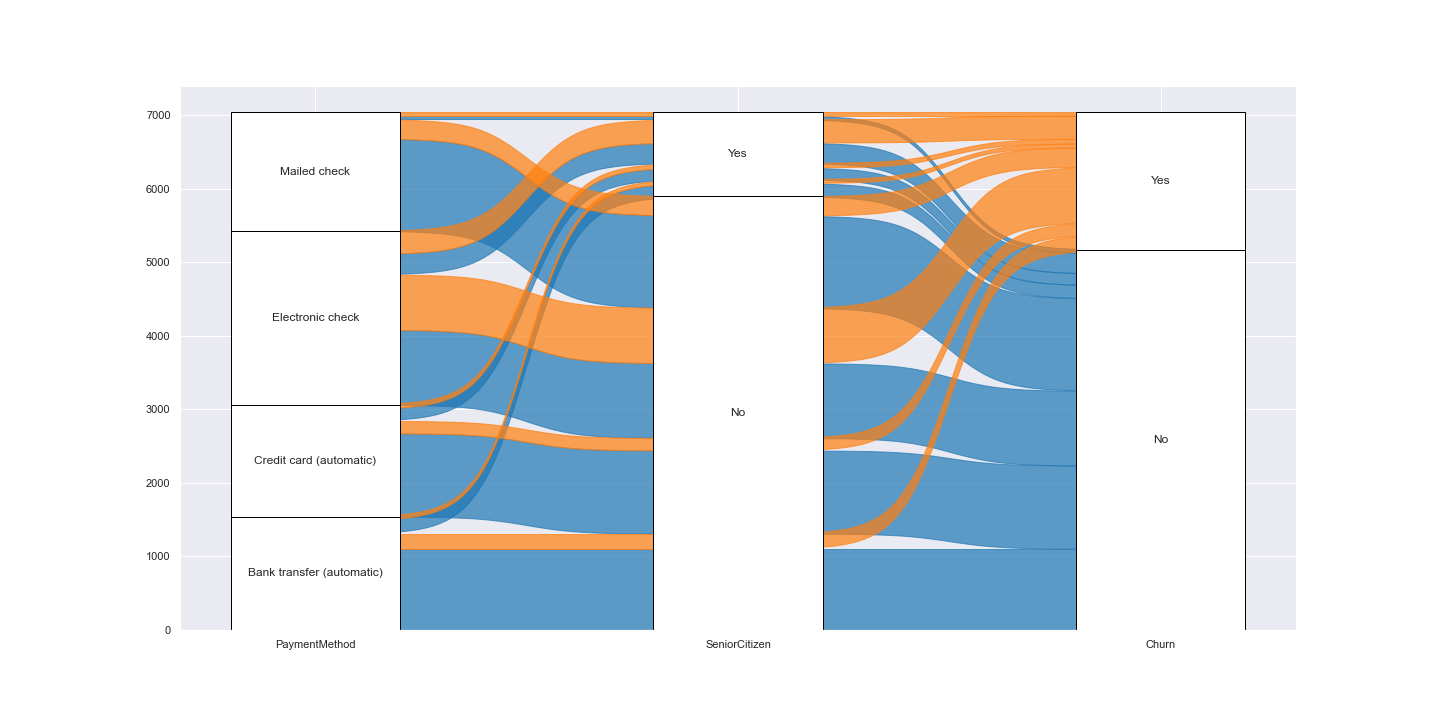 7000
6000
5000
4000
3000
2000
1000
0
Mailed check
Electronic check
Credit card (automatic)
Bank transfer (automatic)
Yes
No
Yes
No
PaymentMethod
SeniorCitizen
Churn